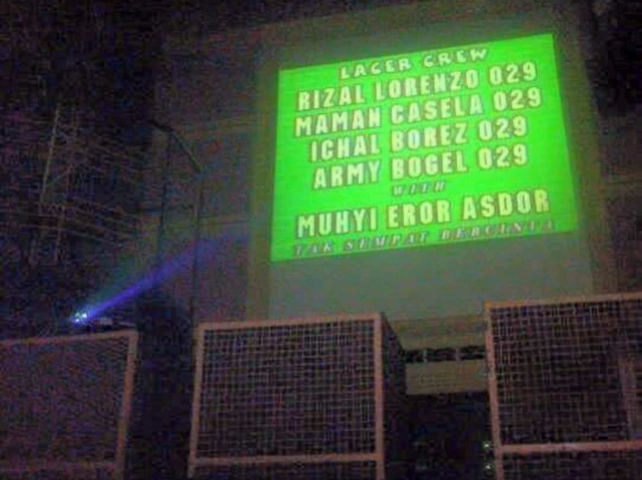 LACER CREW
RIZAL LORENZO 029
MAMAN CASELA 029
ICHAL BOREZ 029
ARMY BOGEL 029
WITH
MUHYI EROR ASDOR
TAK SEMPAT BERCINTA